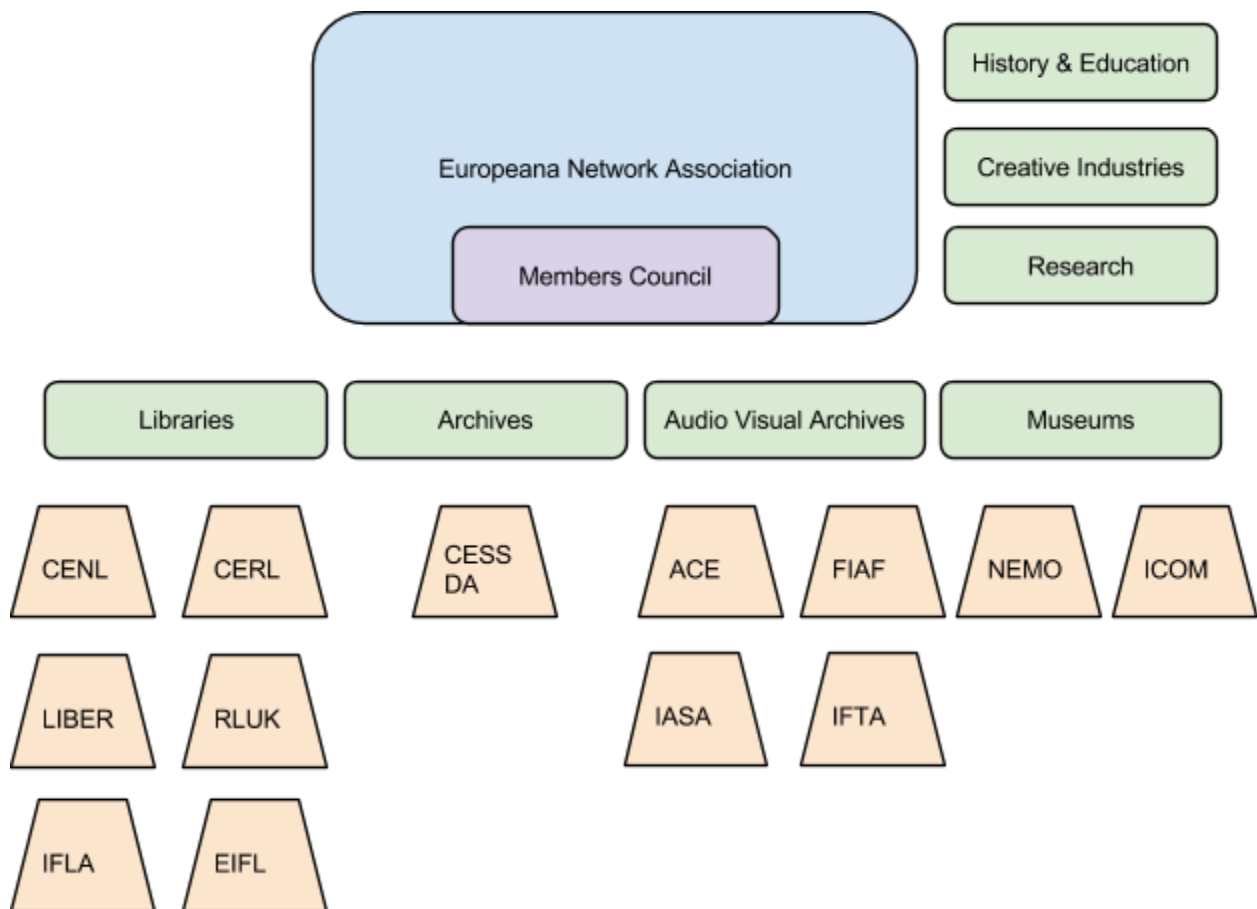 History & Education
Europeana Network Association
Creative Industries
Members Council
Research
Libraries
Archives
Audio Visual Archives
Museums
CENL
CERL
CESS
DA
ACE
FIAF
NEMO
ICOM
LIBER
RLUK
IASA
IFTA
IFLA
EIFL